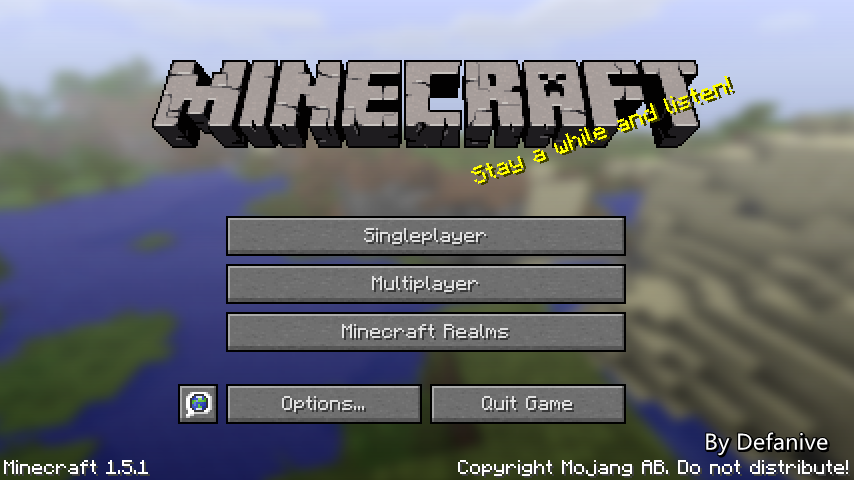 MINECRAFT
Stay a while and listen!
Singleplayer
Multiplayer
Minecraft Realms
Options...
Quit Game
By Defanive
Minecraft 1.5.1
Copyright Mojang AB. Do not distribute!